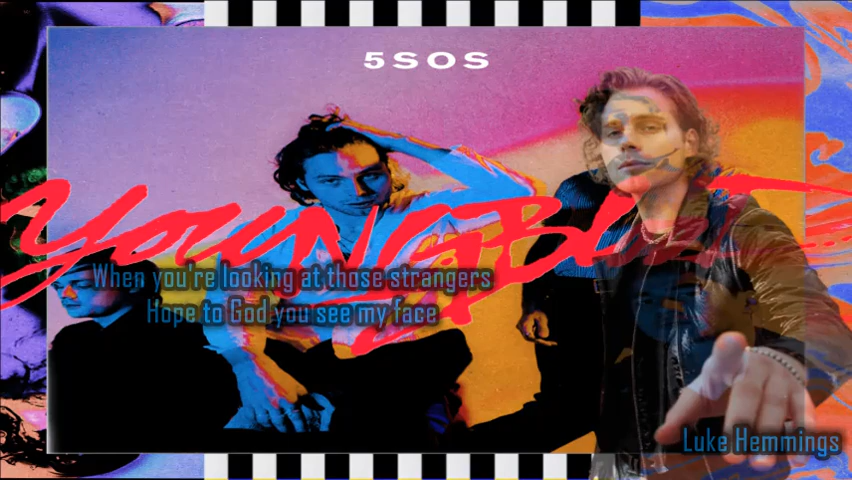 5SOS
YOUNGBLOOD
When you're looking at those strangers
Hope to God you see my face
Luke Hemmings